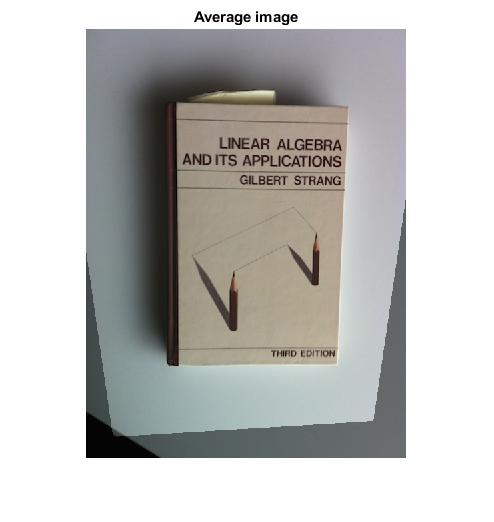 Average image
LINEAR ALGEBRA
AND ITS APPLICATIONS
GILBERT STRANG
THIRD EDITION